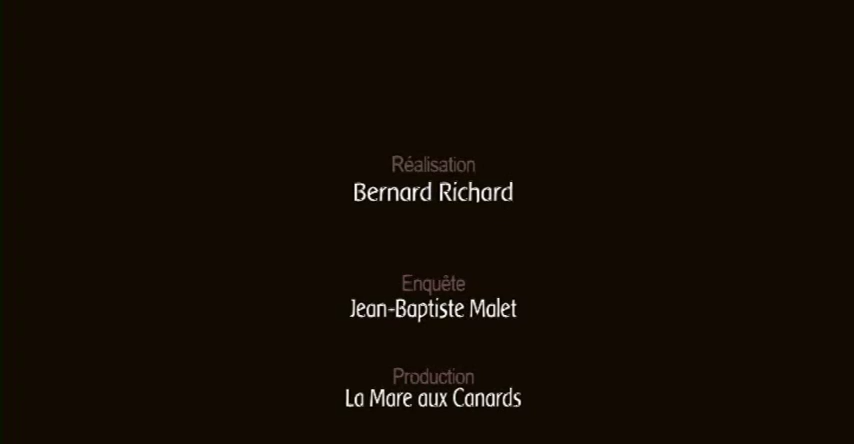 Réalisation
Bernard Richard
Enquête
Jean-Baptiste Malet
Production
La Mare aux Canards